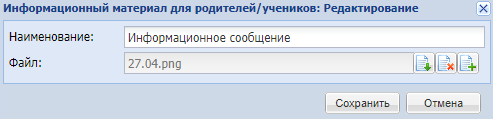 Информационный материал для родителей/учеников: Редактирование
Наименование: Информационное сообщение
Файл: 27.04.png
Сохранить Отмена